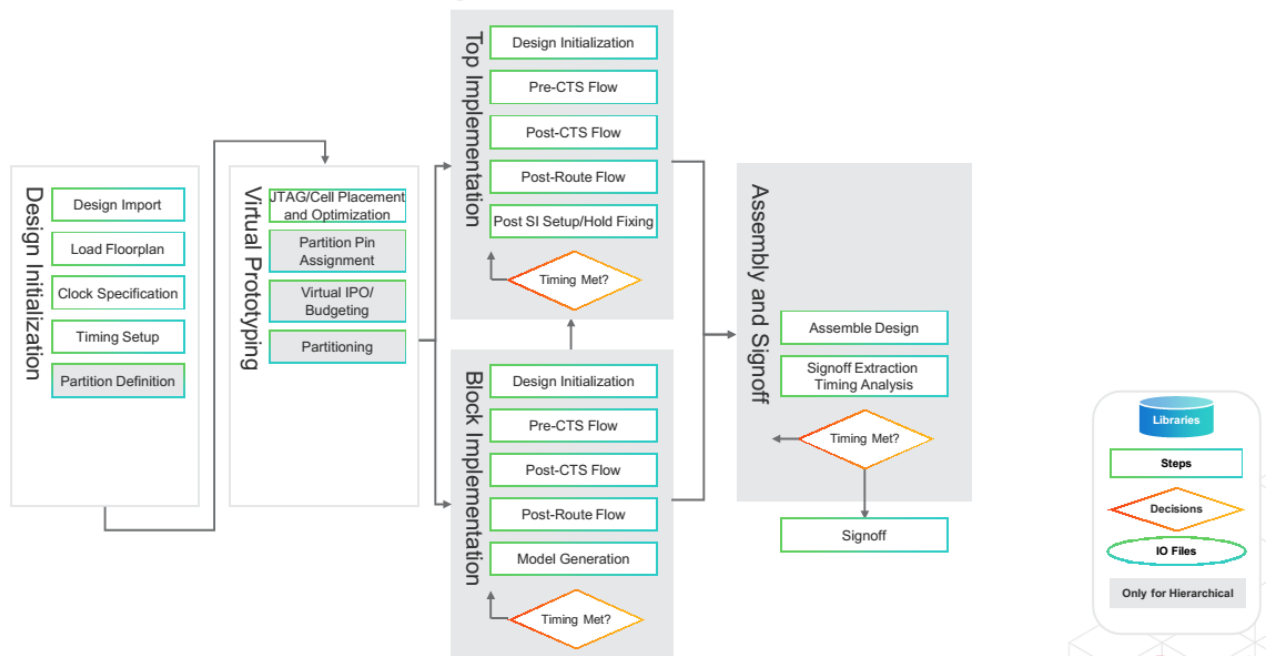 Design Initialization
Design Import
Load Floorplan
Clock Specification
Timing Setup
Partition Definition
Virtual Prototyping
JTAG/Cell Placement
and Optimization
Partition Pin
Assignment
Virtual IPO/
Budgeting
Partitioning
Top Implementation
Design Initialization
Pre-CTS Flow
Post-CTS Flow
Post-Route Flow
Post SI Setup/Hold Fixing
Timing Met?
Block Implementation
Design Initialization
Pre-CTS Flow
Post-CTS Flow
Post-Route Flow
Model Generation
Timing Met?
Assembly and Signoff
Assemble Design
Signoff Extraction
Timing Analysis
Timing Met?
Signoff
Libraries
Steps
Decisions
IO Files
Only for Hierarchical